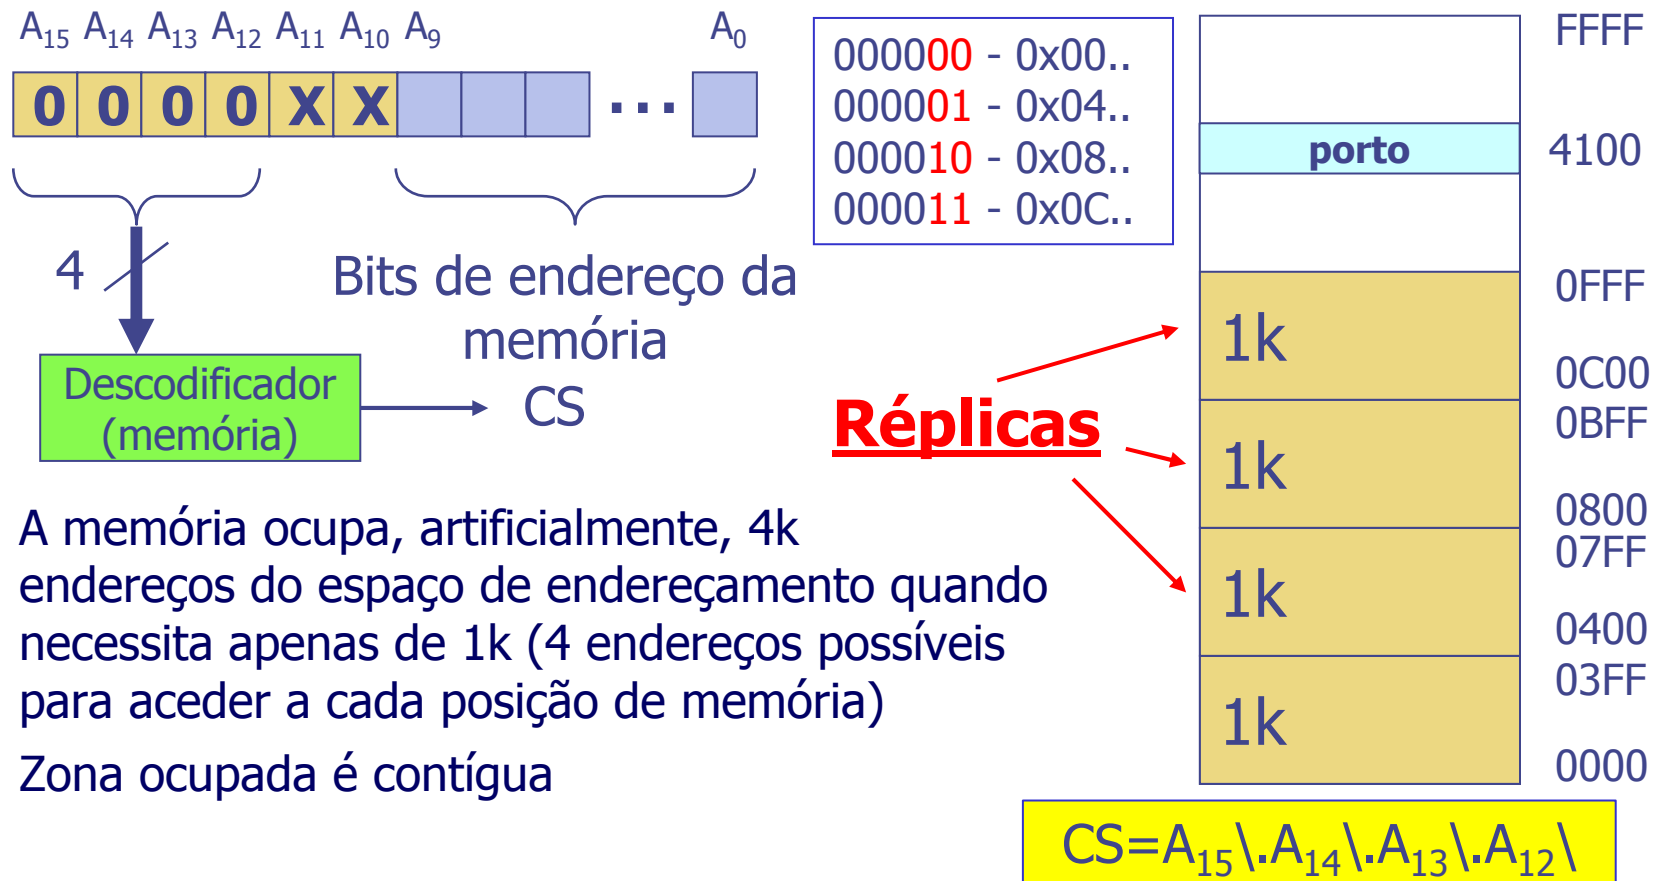 A15 A14 A13 A12 A11 A10 A9 A0
0 0 0 0 X X ...
4
Bits de endereço da
memória
Descodificador
(memória)
CS
000000 - 0x00..
000001 - 0x04..
000010 - 0x08..
000011 - 0x0C..
Réplicas
FFFF
porto 4100
0FFF
1k
0C00
0BFF
1k
0800
07FF
1k
0400
03FF
1k
0000
A memória ocupa, artificialmente, 4k
endereços do espaço de endereçamento quando
necessita apenas de 1k (4 endereços possíveis
para aceder a cada posição de memória)
Zona ocupada é contígua
CS=A15\.A14\.A13\.A12\